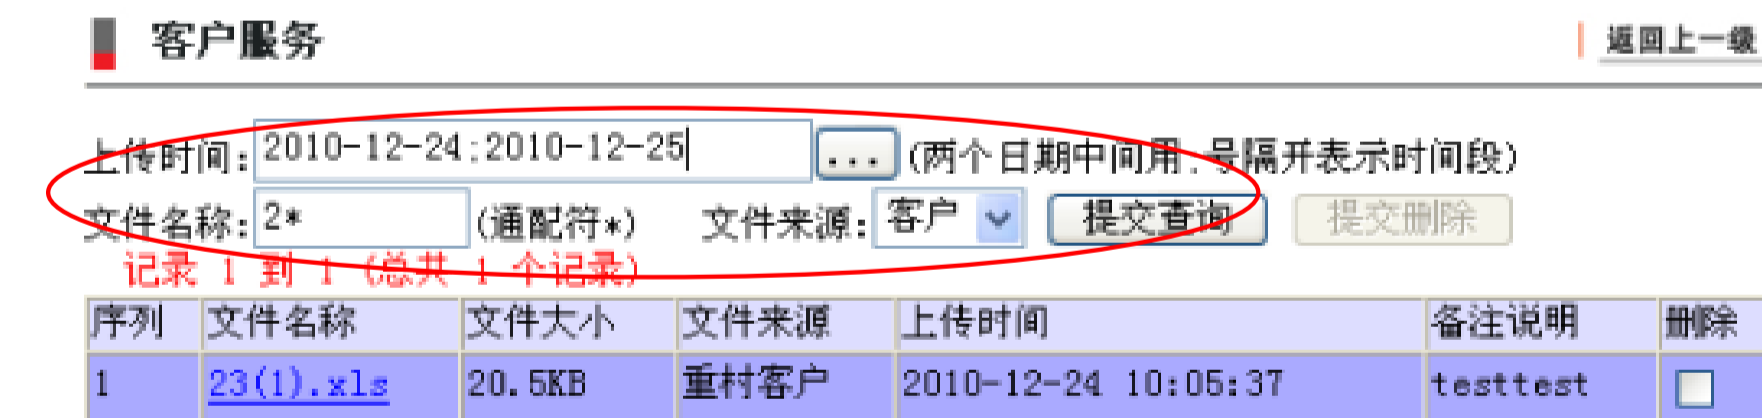 客户服务 返回上一级
上传时间: 2010-12-24:2010-12-25 ... (两个日期中间用:号隔开表示时间段)
文件名称: 2* (通配符*) 文件来源: 客户 提交查询 提交删除
记录 1 到 1 (总共 1 个记录)
序列 文件名称 文件大小 文件来源 上传时间 备注说明 删除
1 23(1).xls 20.5KB 重村客户 2010-12-24 10:05:37 testtest